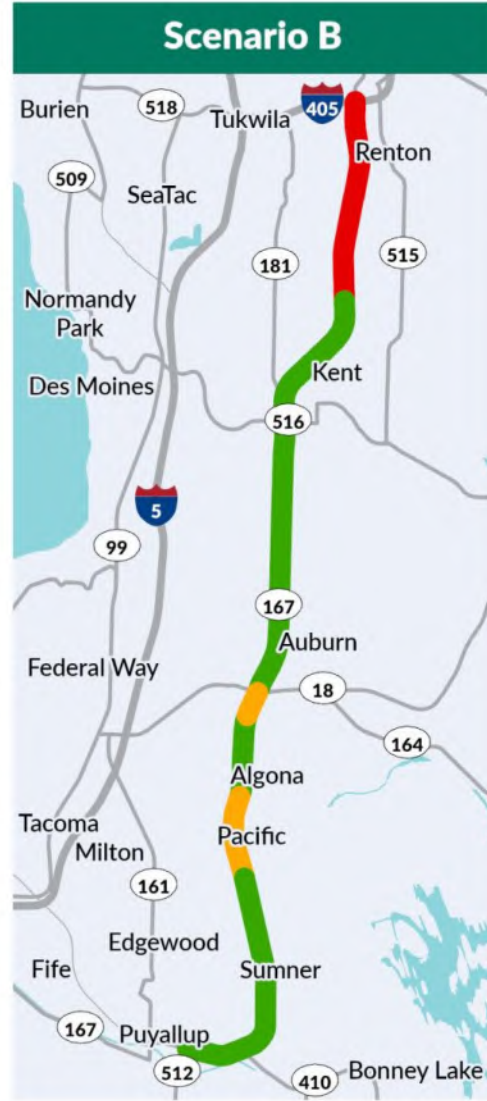 Scenario B
Burien
518
Tukwila
405
Renton
509
SeaTac
181
515
Normandy
Park
Des Moines
Kent
516
5
99
167
Auburn
Federal Way
18
164
Algona
Tacoma
Pacific
Milton
161
Edgewood
Fife
Sumner
167
Puyallup
512
410
Bonney Lake